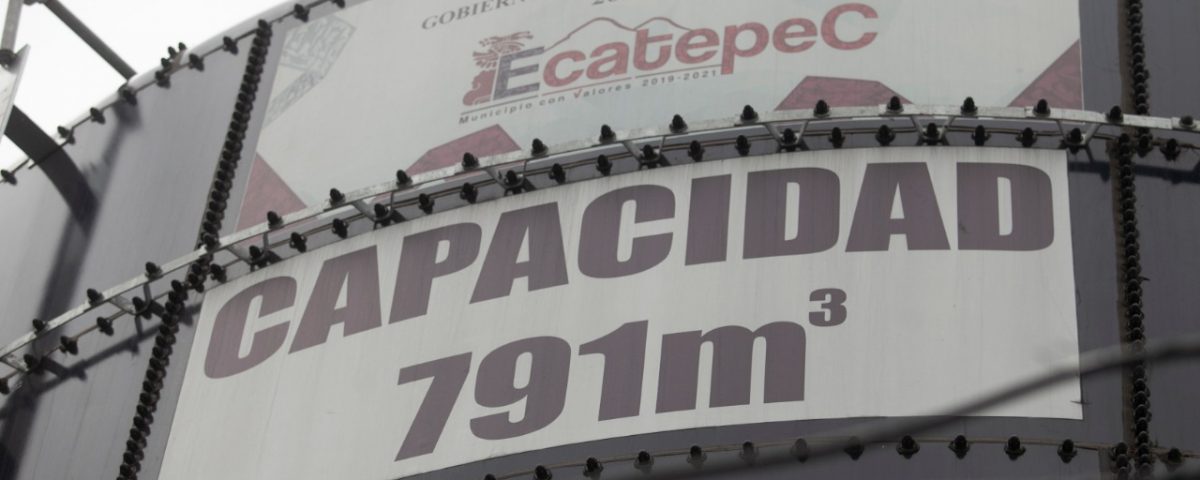 EcatepeC
Municipio con Valores 2019-2021
CAPACIDAD
791m³